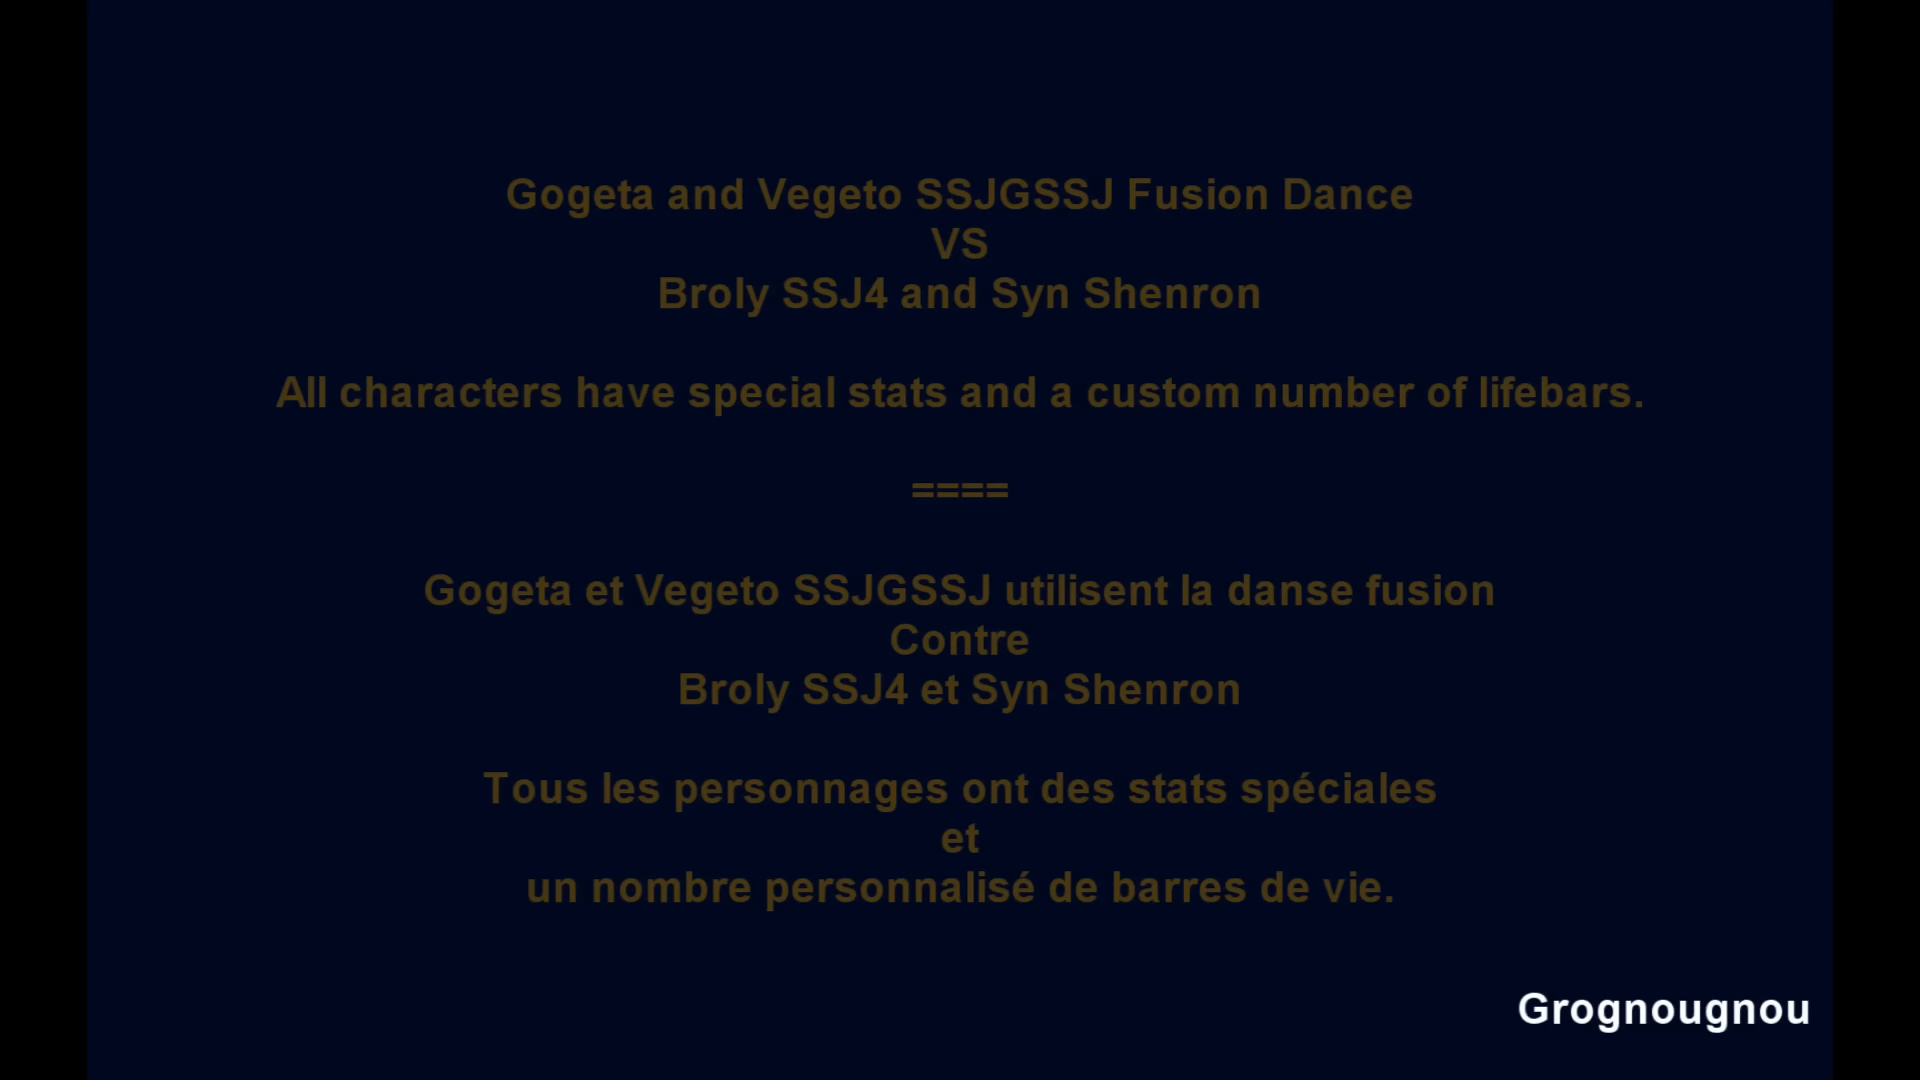 Gogeta and Vegeto SSJGSSJ Fusion Dance
VS
Broly SSJ4 and Syn Shenron
All characters have special stats and a custom number of lifebars.
====
Gogeta et Vegeto SSJGSSJ utilisent la danse fusion
Contre
Broly SSJ4 et Syn Shenron
Tous les personnages ont des stats spéciales
et
un nombre personnalisé de barres de vie.
Grognougnou